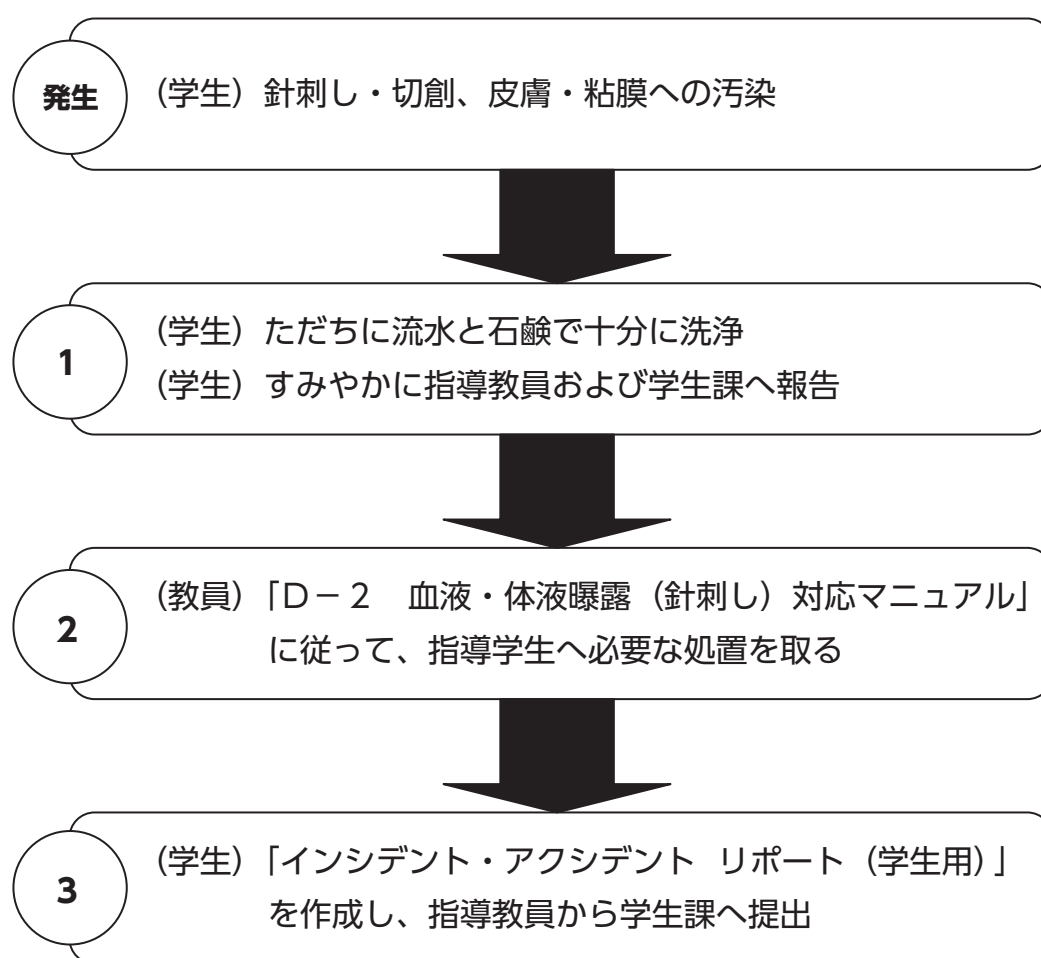 発生
(学生) 針刺し・切創、皮膚・粘膜への汚染
1
(学生) ただちに流水と石鹸で十分に洗浄
(学生) すみやかに指導教員および学生課へ報告
2
(教員)「D−2　血液・体液曝露(針刺し)対応マニュアル」
に従って、指導学生へ必要な処置を取る
3
(学生)「インシデント・アクシデント リポート(学生用)」
を作成し、指導教員から学生課へ提出